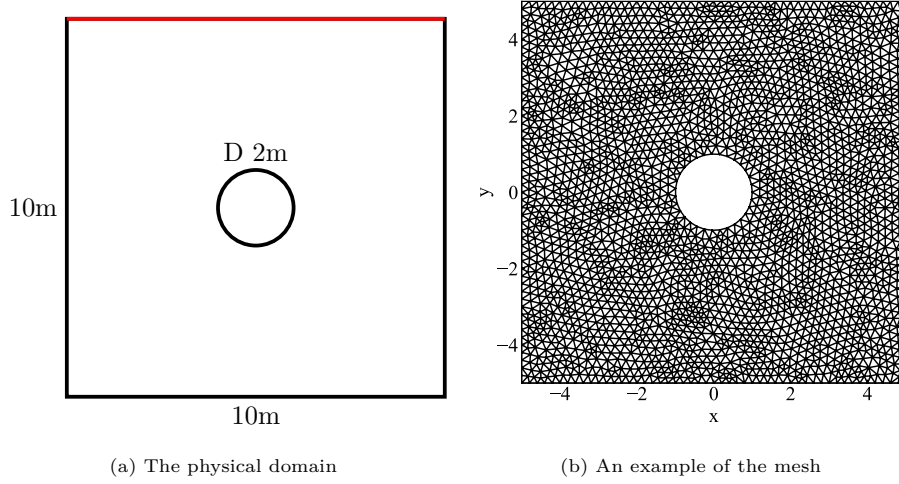 D 2m
10m
10m
(a) The physical domain
4
2
0
−2
−4
y
−4
−2
0
2
4
x
(b) An example of the mesh